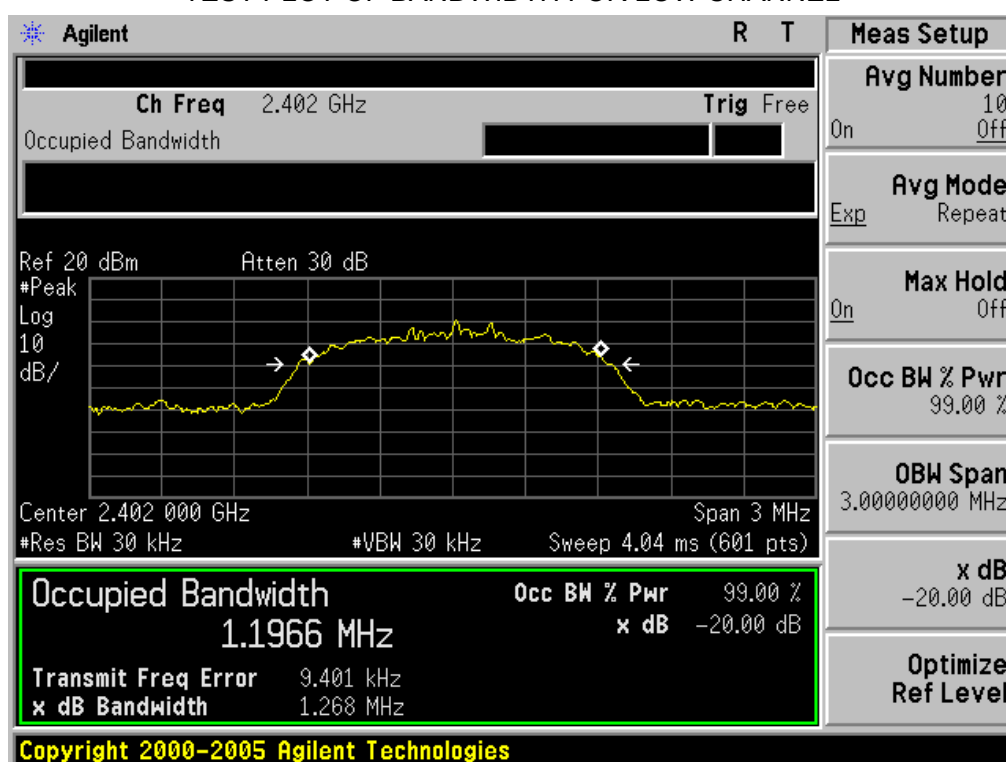 Agilent R T Meas Setup
Avg Number
10
On Off
Ch Freq 2.402 GHz Trig Free
Occupied Bandwidth
Avg Mode
Exp Repeat
Ref 20 dBm Atten 30 dB
#Peak
Log
10
dB/
Max Hold
On Off
Occ BW % Pwr
99.00 %
OBW Span
3.00000000 MHz
Center 2.402 000 GHz Span 3 MHz
#Res BW 30 kHz #VBW 30 kHz Sweep 4.04 ms (601 pts)
x dB
-20.00 dB
Occupied Bandwidth Occ BW % Pwr 99.00 %
1.1966 MHz x dB -20.00 dB
Transmit Freq Error 9.401 kHz
x dB Bandwidth 1.268 MHz
Optimize
Ref Level
Copyright 2000-2005 Agilent Technologies